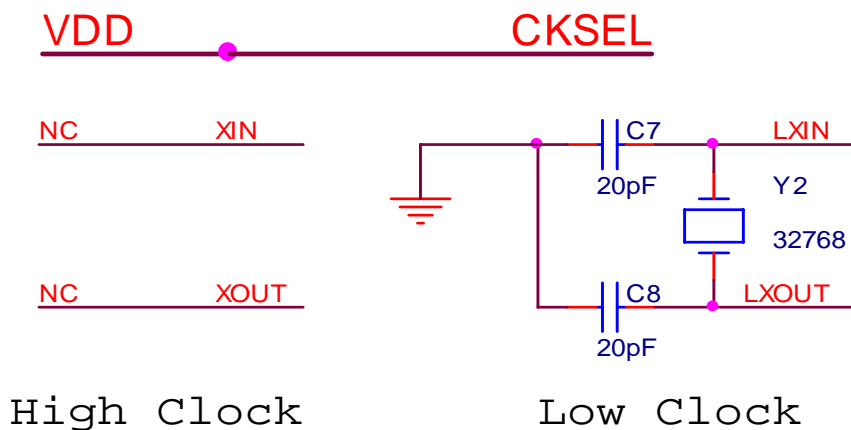 VDD CKSEL
NC XIN C7 LXIN
20pF Y2
32768
NC XOUT C8 LXOUT
20pF
High Clock Low Clock